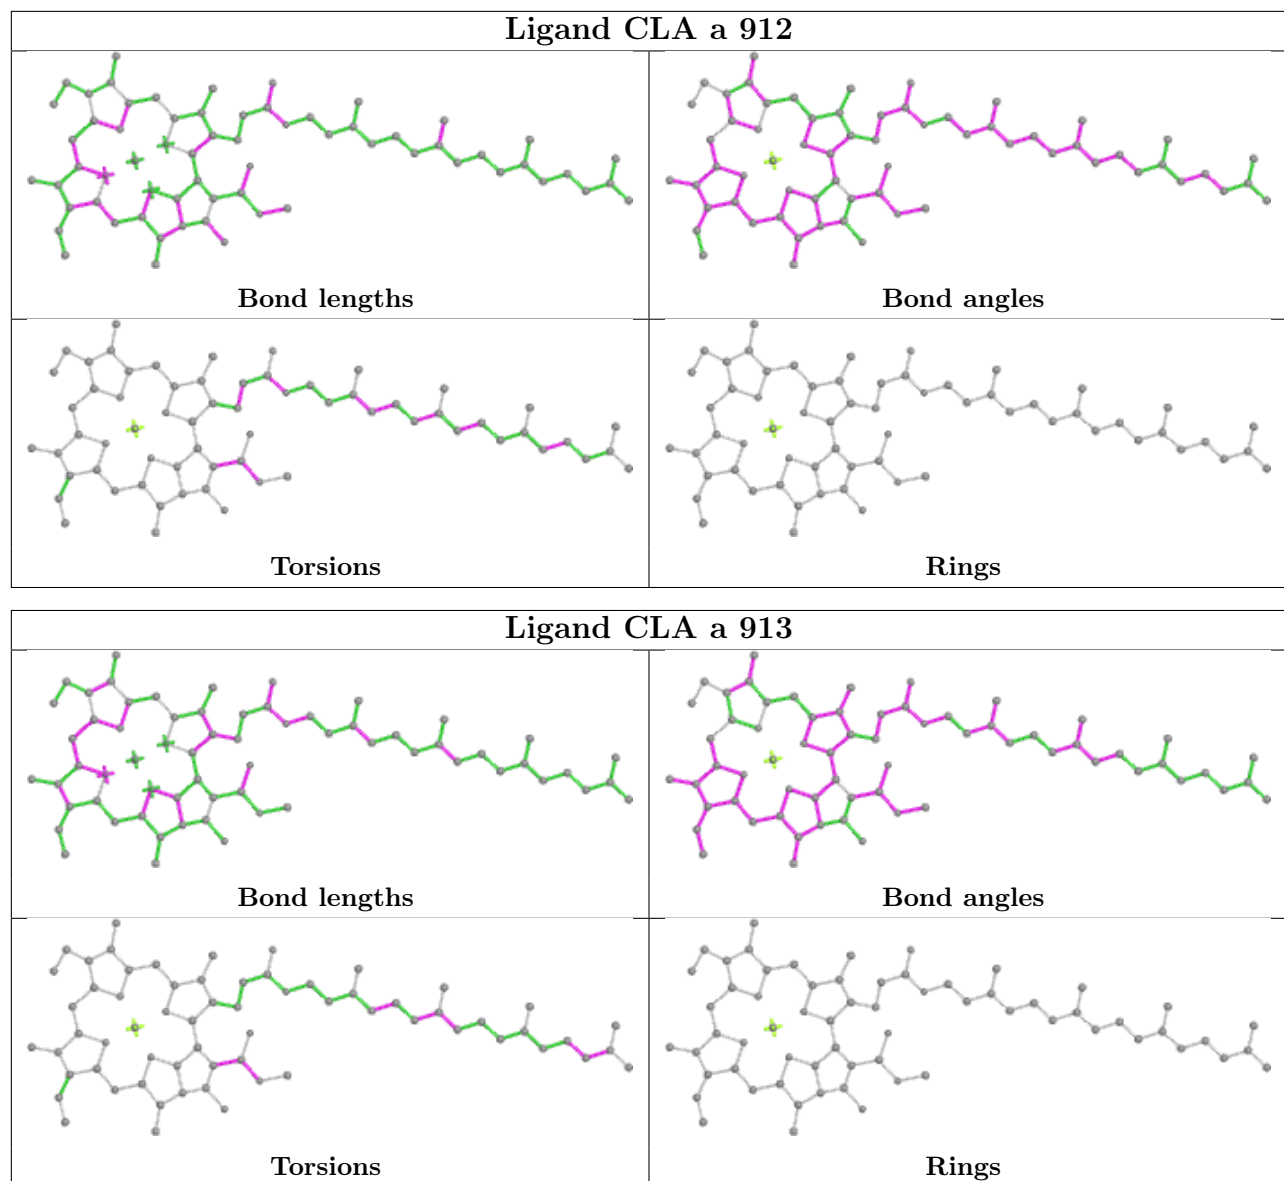 Ligand CLA a 912
Bond lengths
Bond angles
Torsions
Rings
Ligand CLA a 913
Bond lengths
Bond angles
Torsions
Rings